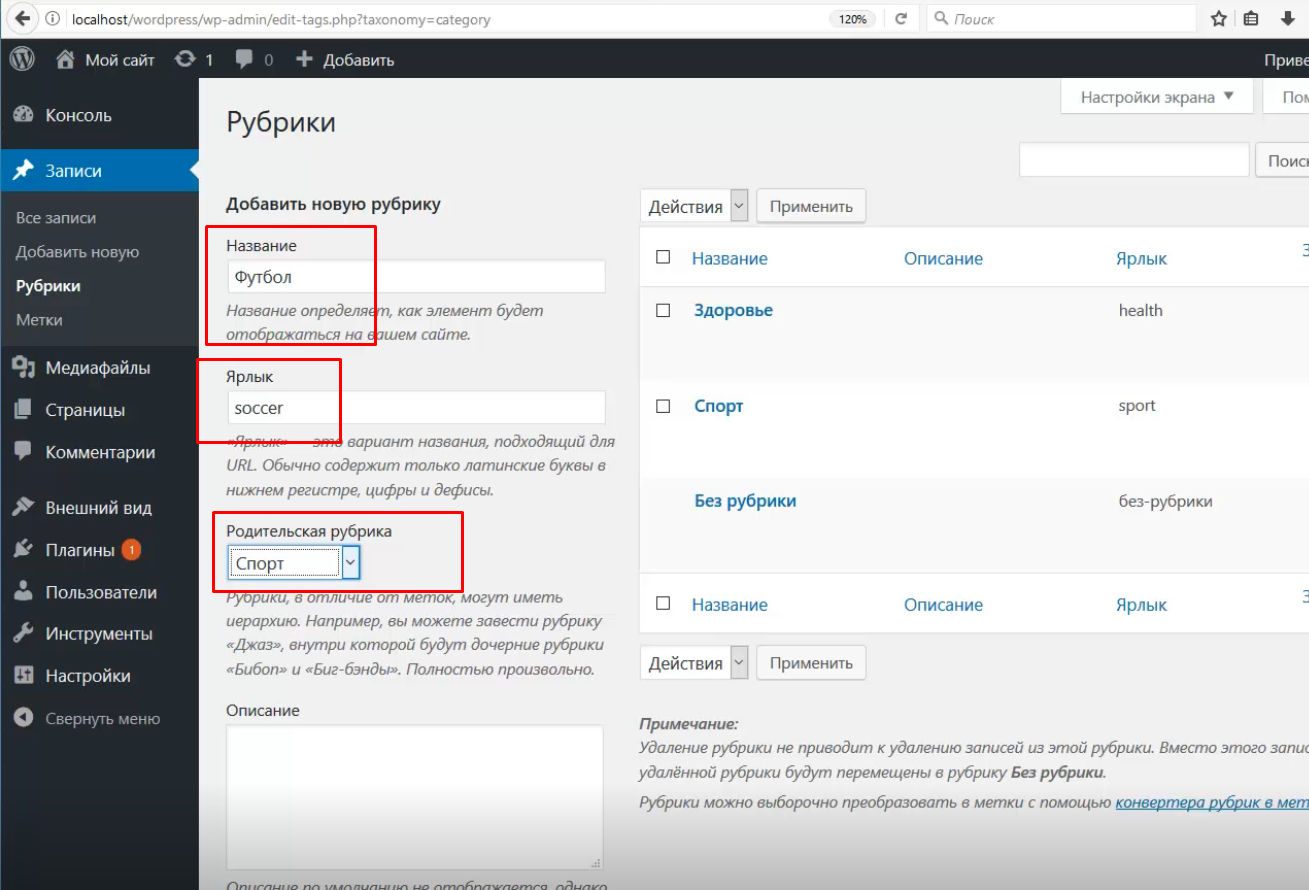 localhost/wordpress/wp-admin/edit-tags.php?taxonomy=category
120%
Поиск
Мой сайт
1
0
Добавить
Консоль
Записи
Все записи
Добавить новую
Рубрики
Метки
Медиафайлы
Страницы
Комментарии
Внешний вид
Плагины 1
Пользователи
Инструменты
Настройки
Свернуть меню
Настройки экрана
Рубрики
Добавить новую рубрику
Название
Футбол
Название определяет, как элемент будет
отображаться на вашем сайте.
Ярлык
soccer
«Ярлык» — это вариант названия, подходящий для
URL. Обычно содержит только латинские буквы в
нижнем регистре, цифры и дефисы.
Родительская рубрика
Спорт
Рубрики, в отличие от меток, могут иметь
иерархию. Например, вы можете завести рубрику
«Джаз», внутри которой будут дочерние рубрики
«Бибоп» и «Биг-бэнды». Полностью произвольно.
Описание
Описание по умолчанию не отображается, однако
Действия
Применить
Название Описание Ярлык
Здоровье health
Спорт sport
Без рубрики без-рубрики
Название Описание Ярлык
Действия
Применить
Примечание:
Удаление рубрики не приводит к удалению записей из этой рубрики. Вместо этого
удалённой рубрики будут перемещены в рубрику Без рубрики.
Рубрики можно выборочно преобразовать в метки с помощью конвертера рубрик в